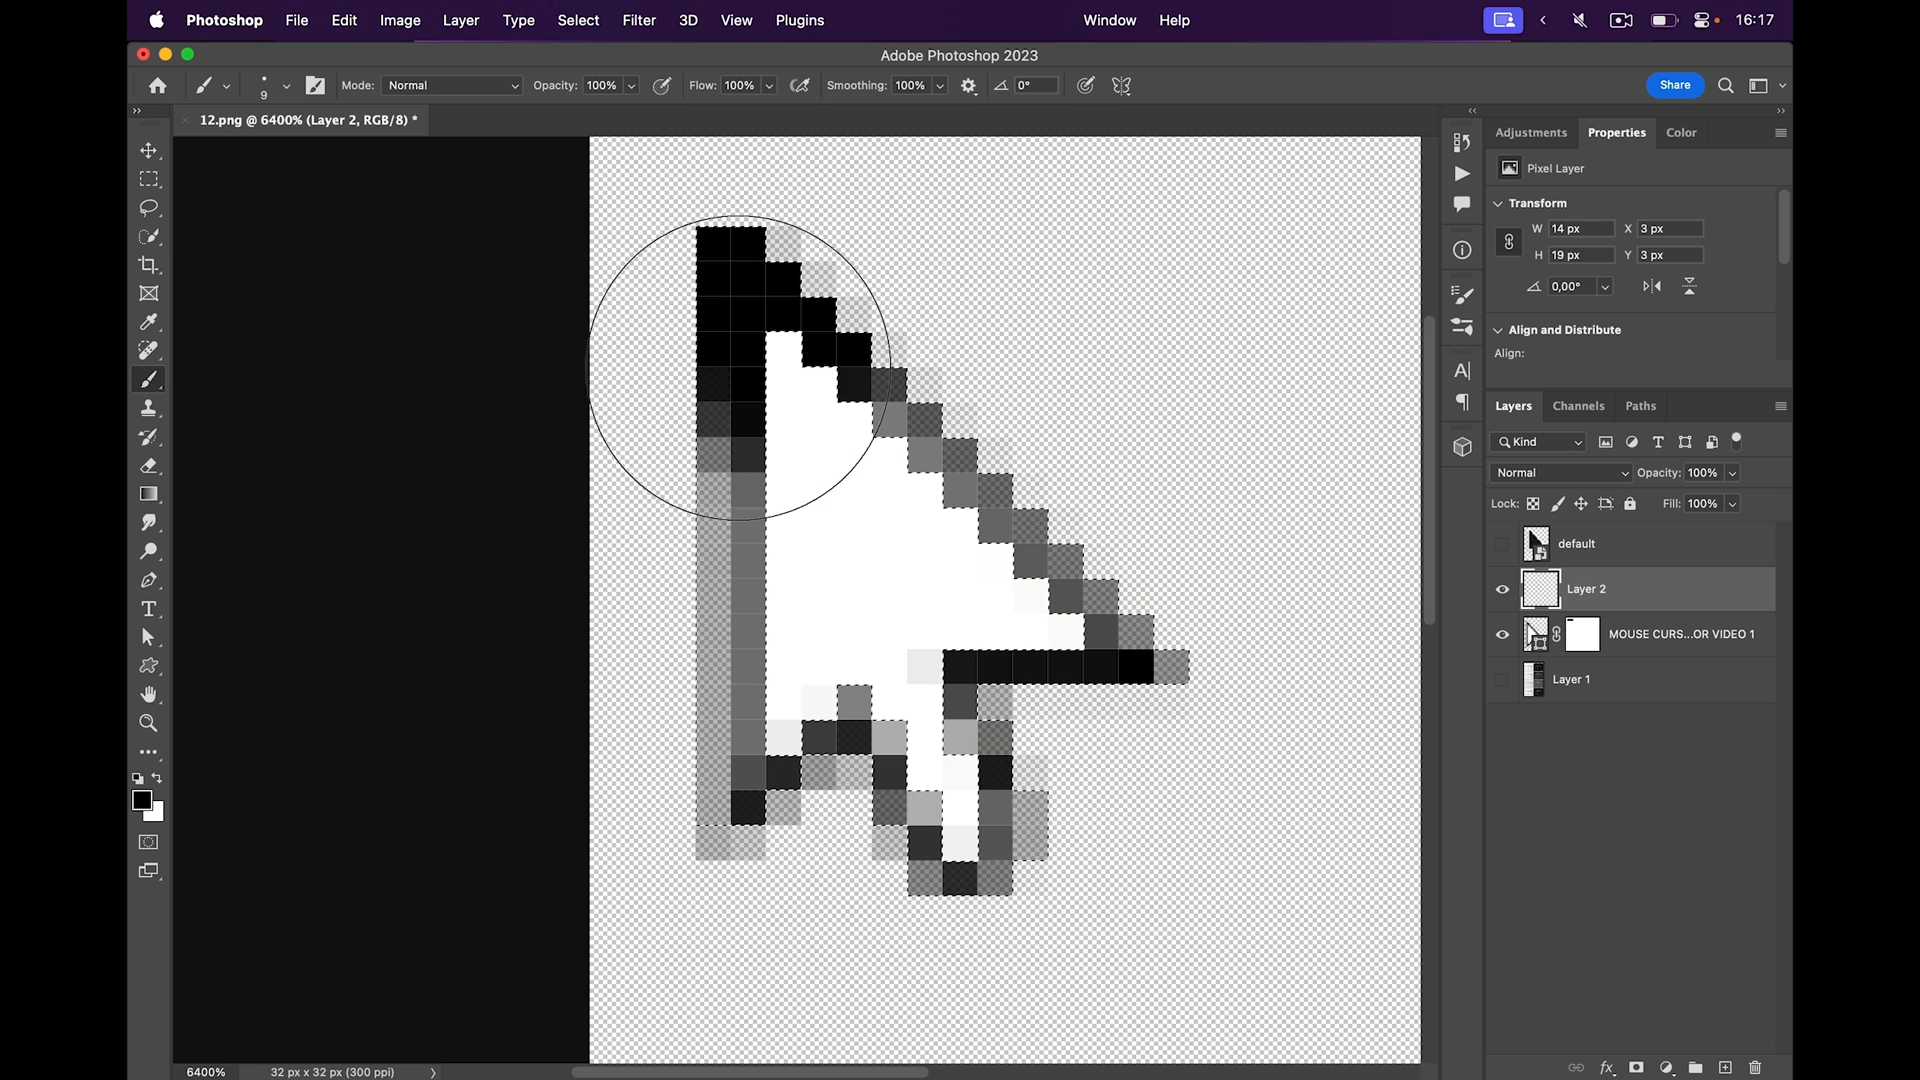 Photoshop File Edit Image Layer Type Select Filter 3D View Plugins Window Help 16:17
Adobe Photoshop 2023
9 Mode: Normal Opacity: 100% Flow: 100% Smoothing: 100% 0° Share
12.png @ 6400% (Layer 2, RGB/8) *
Adjustments Properties Color
Pixel Layer
Transform
W 14 px X 3 px
H 19 px Y 3 px
0,00°
Align and Distribute
Align:
Layers Channels Paths
Kind
Normal Opacity: 100%
Lock: Fill: 100%
default
Layer 2
MOUSE CURS...OR VIDEO 1
Layer 1
6400% 32 px x 32 px (300 ppi)